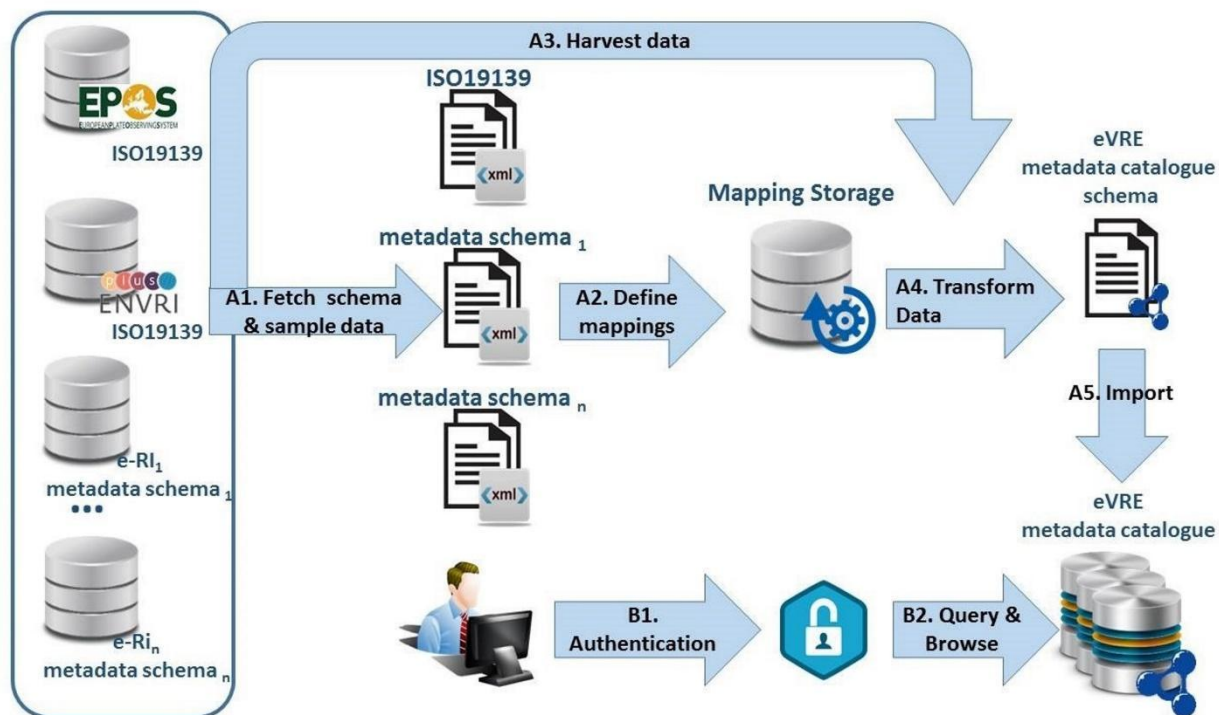 A3. Harvest data
EPOS
EUROPEAN PLATE OBSERVING SYSTEM
ISO19139
plus
ENVRI
ISO19139
e-RI1
metadata schema 1
...
e-Rin
metadata schema n
A1. Fetch schema
& sample data
ISO19139
<xml>
metadata schema 1
<xml>
metadata schema n
<xml>
A2. Define
mappings
Mapping Storage
A4. Transform
Data
eVRE
metadata catalogue
schema
A5. Import
eVRE
metadata catalogue
B1.
Authentication
B2. Query &
Browse